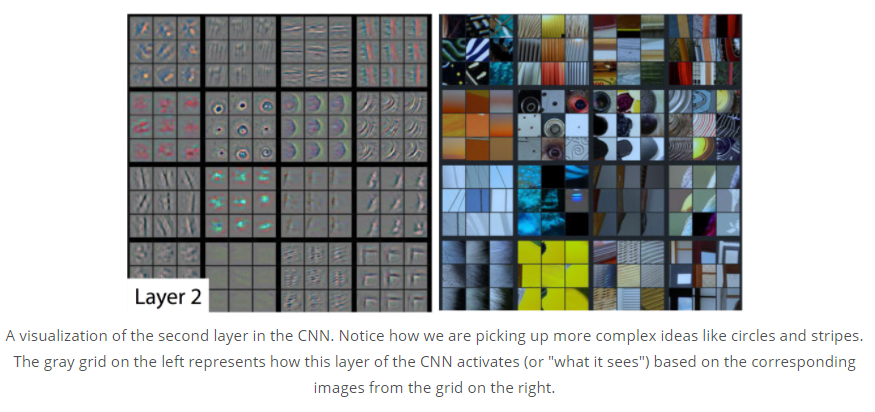 Layer 2
A visualization of the second layer in the CNN. Notice how we are picking up more complex ideas like circles and stripes.
The gray grid on the left represents how this layer of the CNN activates (or "what it sees") based on the corresponding
images from the grid on the right.